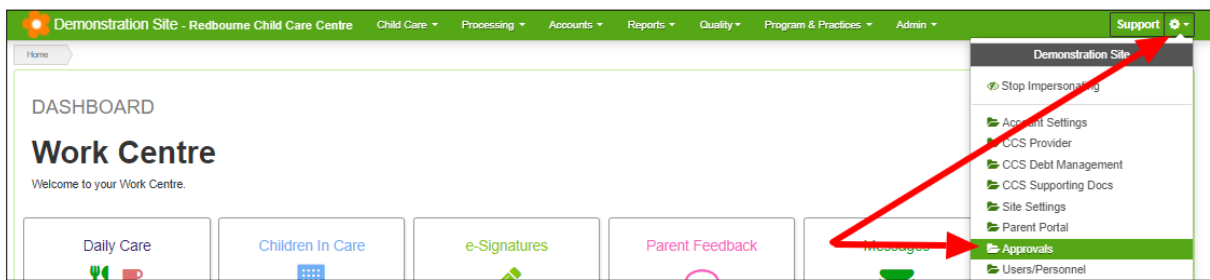 Demonstration Site - Redbourne Child Care Centre Child Care Processing Accounts Reports Quality Program & Practices Admin Support
Home
Demonstration Site
Stop Impersonating
DASHBOARD
Account Settings
Work Centre
CCS Provider
CCS Debt Management
Welcome to your Work Centre.
CCS Supporting Docs
Site Settings
Parent Portal
Daily Care Children In Care e-Signatures Parent Feedback Messages
Approvals
Users/Personnel